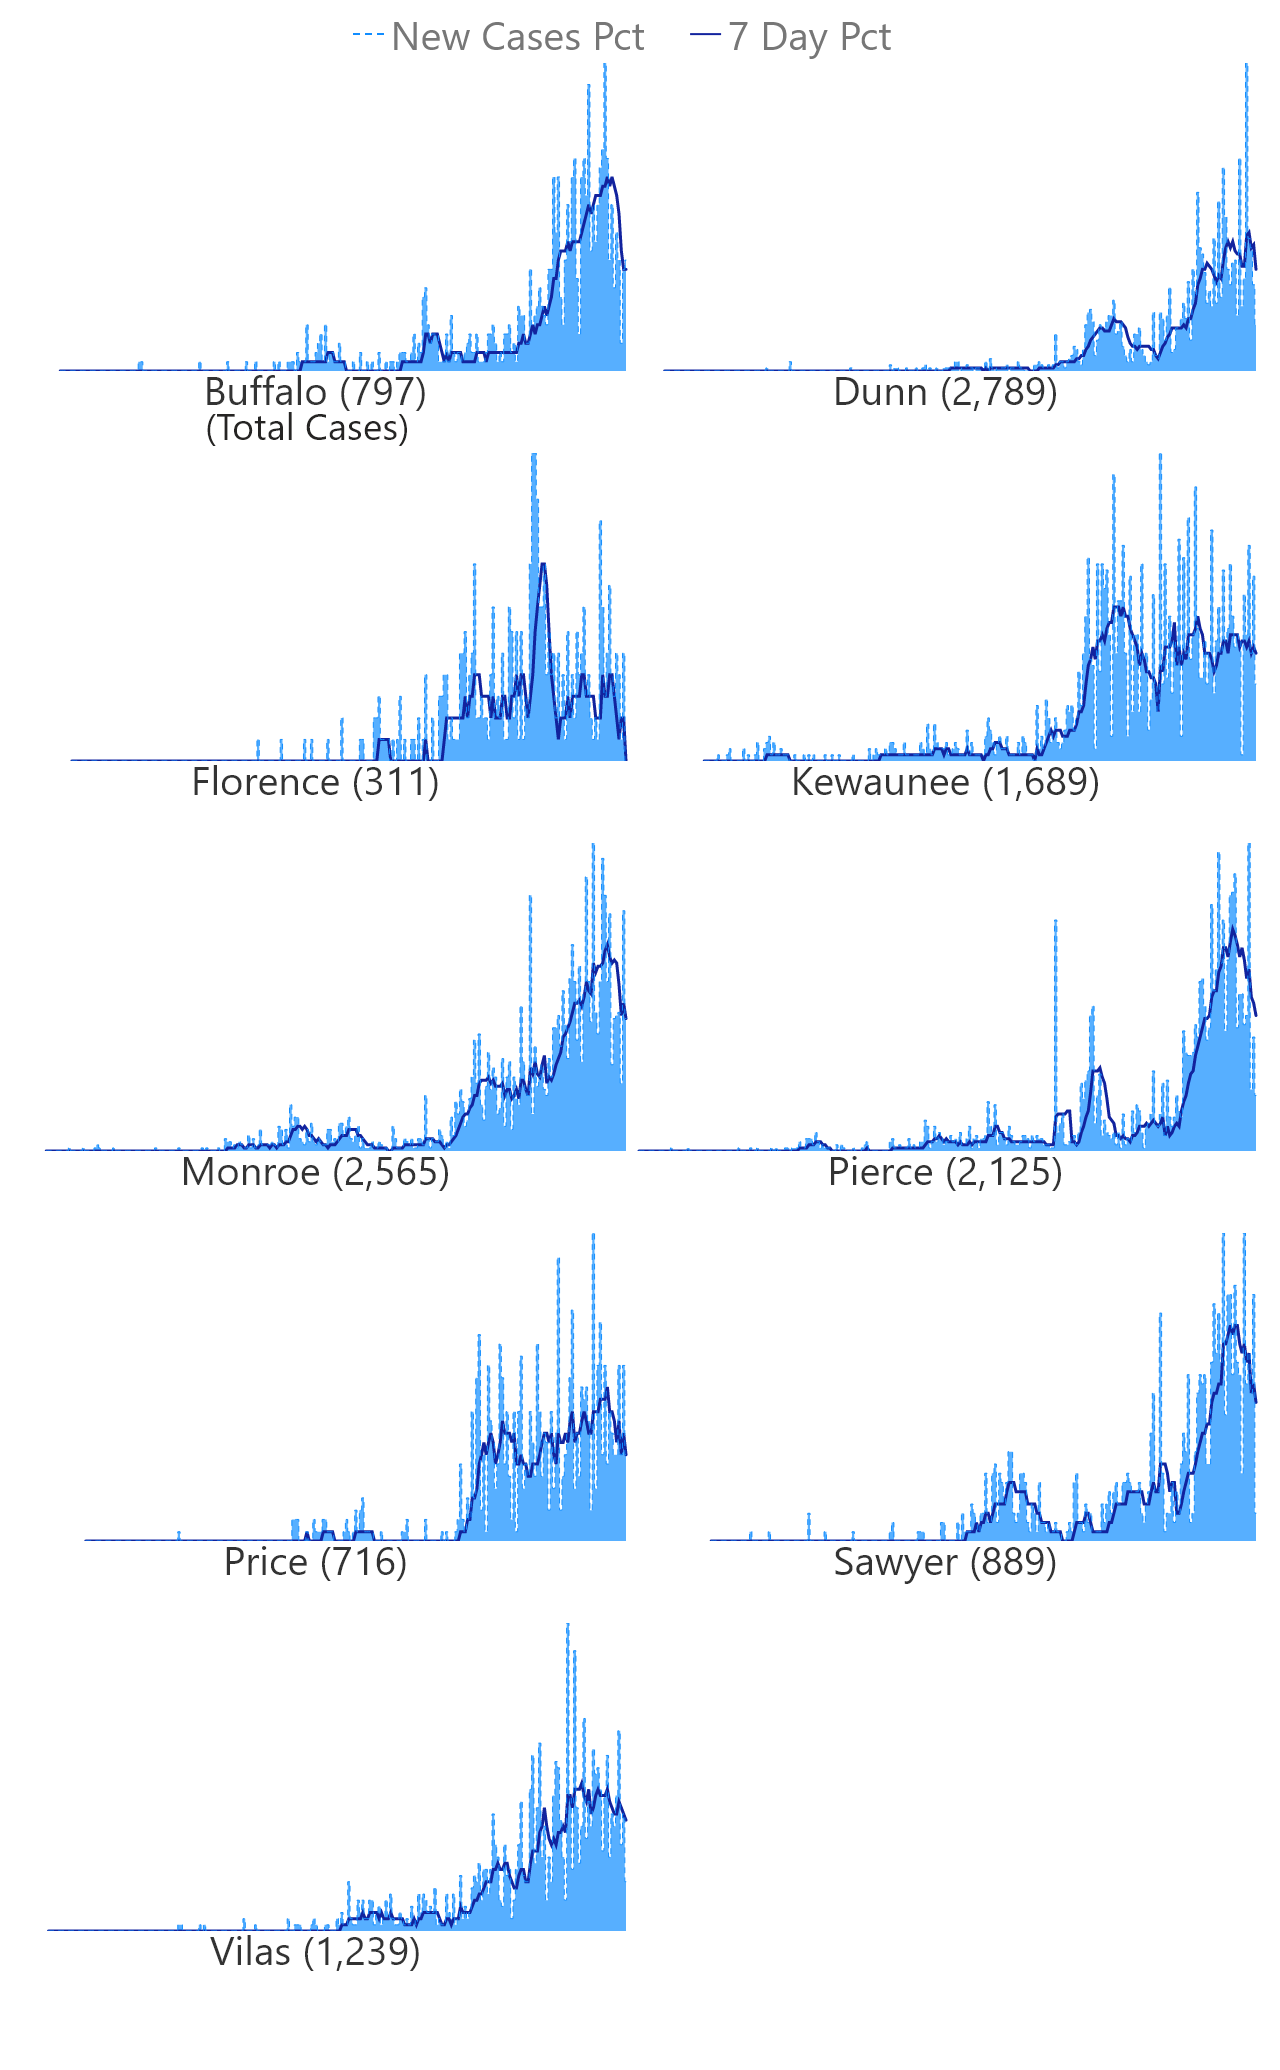 New Cases Pct 7 Day Pct
Buffalo (797) Dunn (2,789)
(Total Cases)
Florence (311) Kewaunee (1,689)
Monroe (2,565) Pierce (2,125)
Price (716) Sawyer (889)
Vilas (1,239)